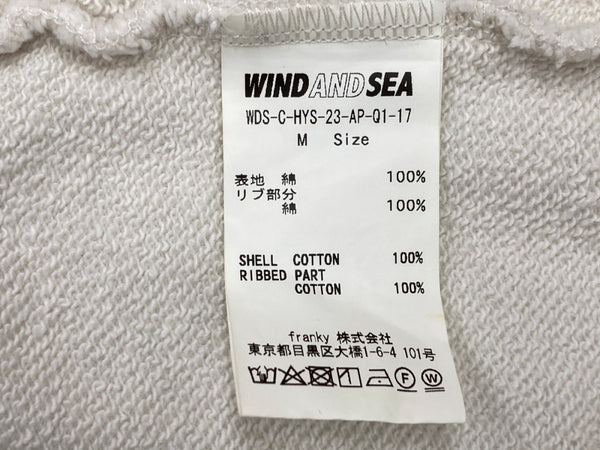 WINDANDSEA
WDS-C-HYS-23-AP-Q1-17
M Size
表地 綿 100%
リブ部分
綿 100%
SHELL COTTON 100%
RIBBED PART
COTTON 100%
franky 株式会社
東京都目黒区大橋1-6-4 101号
F W